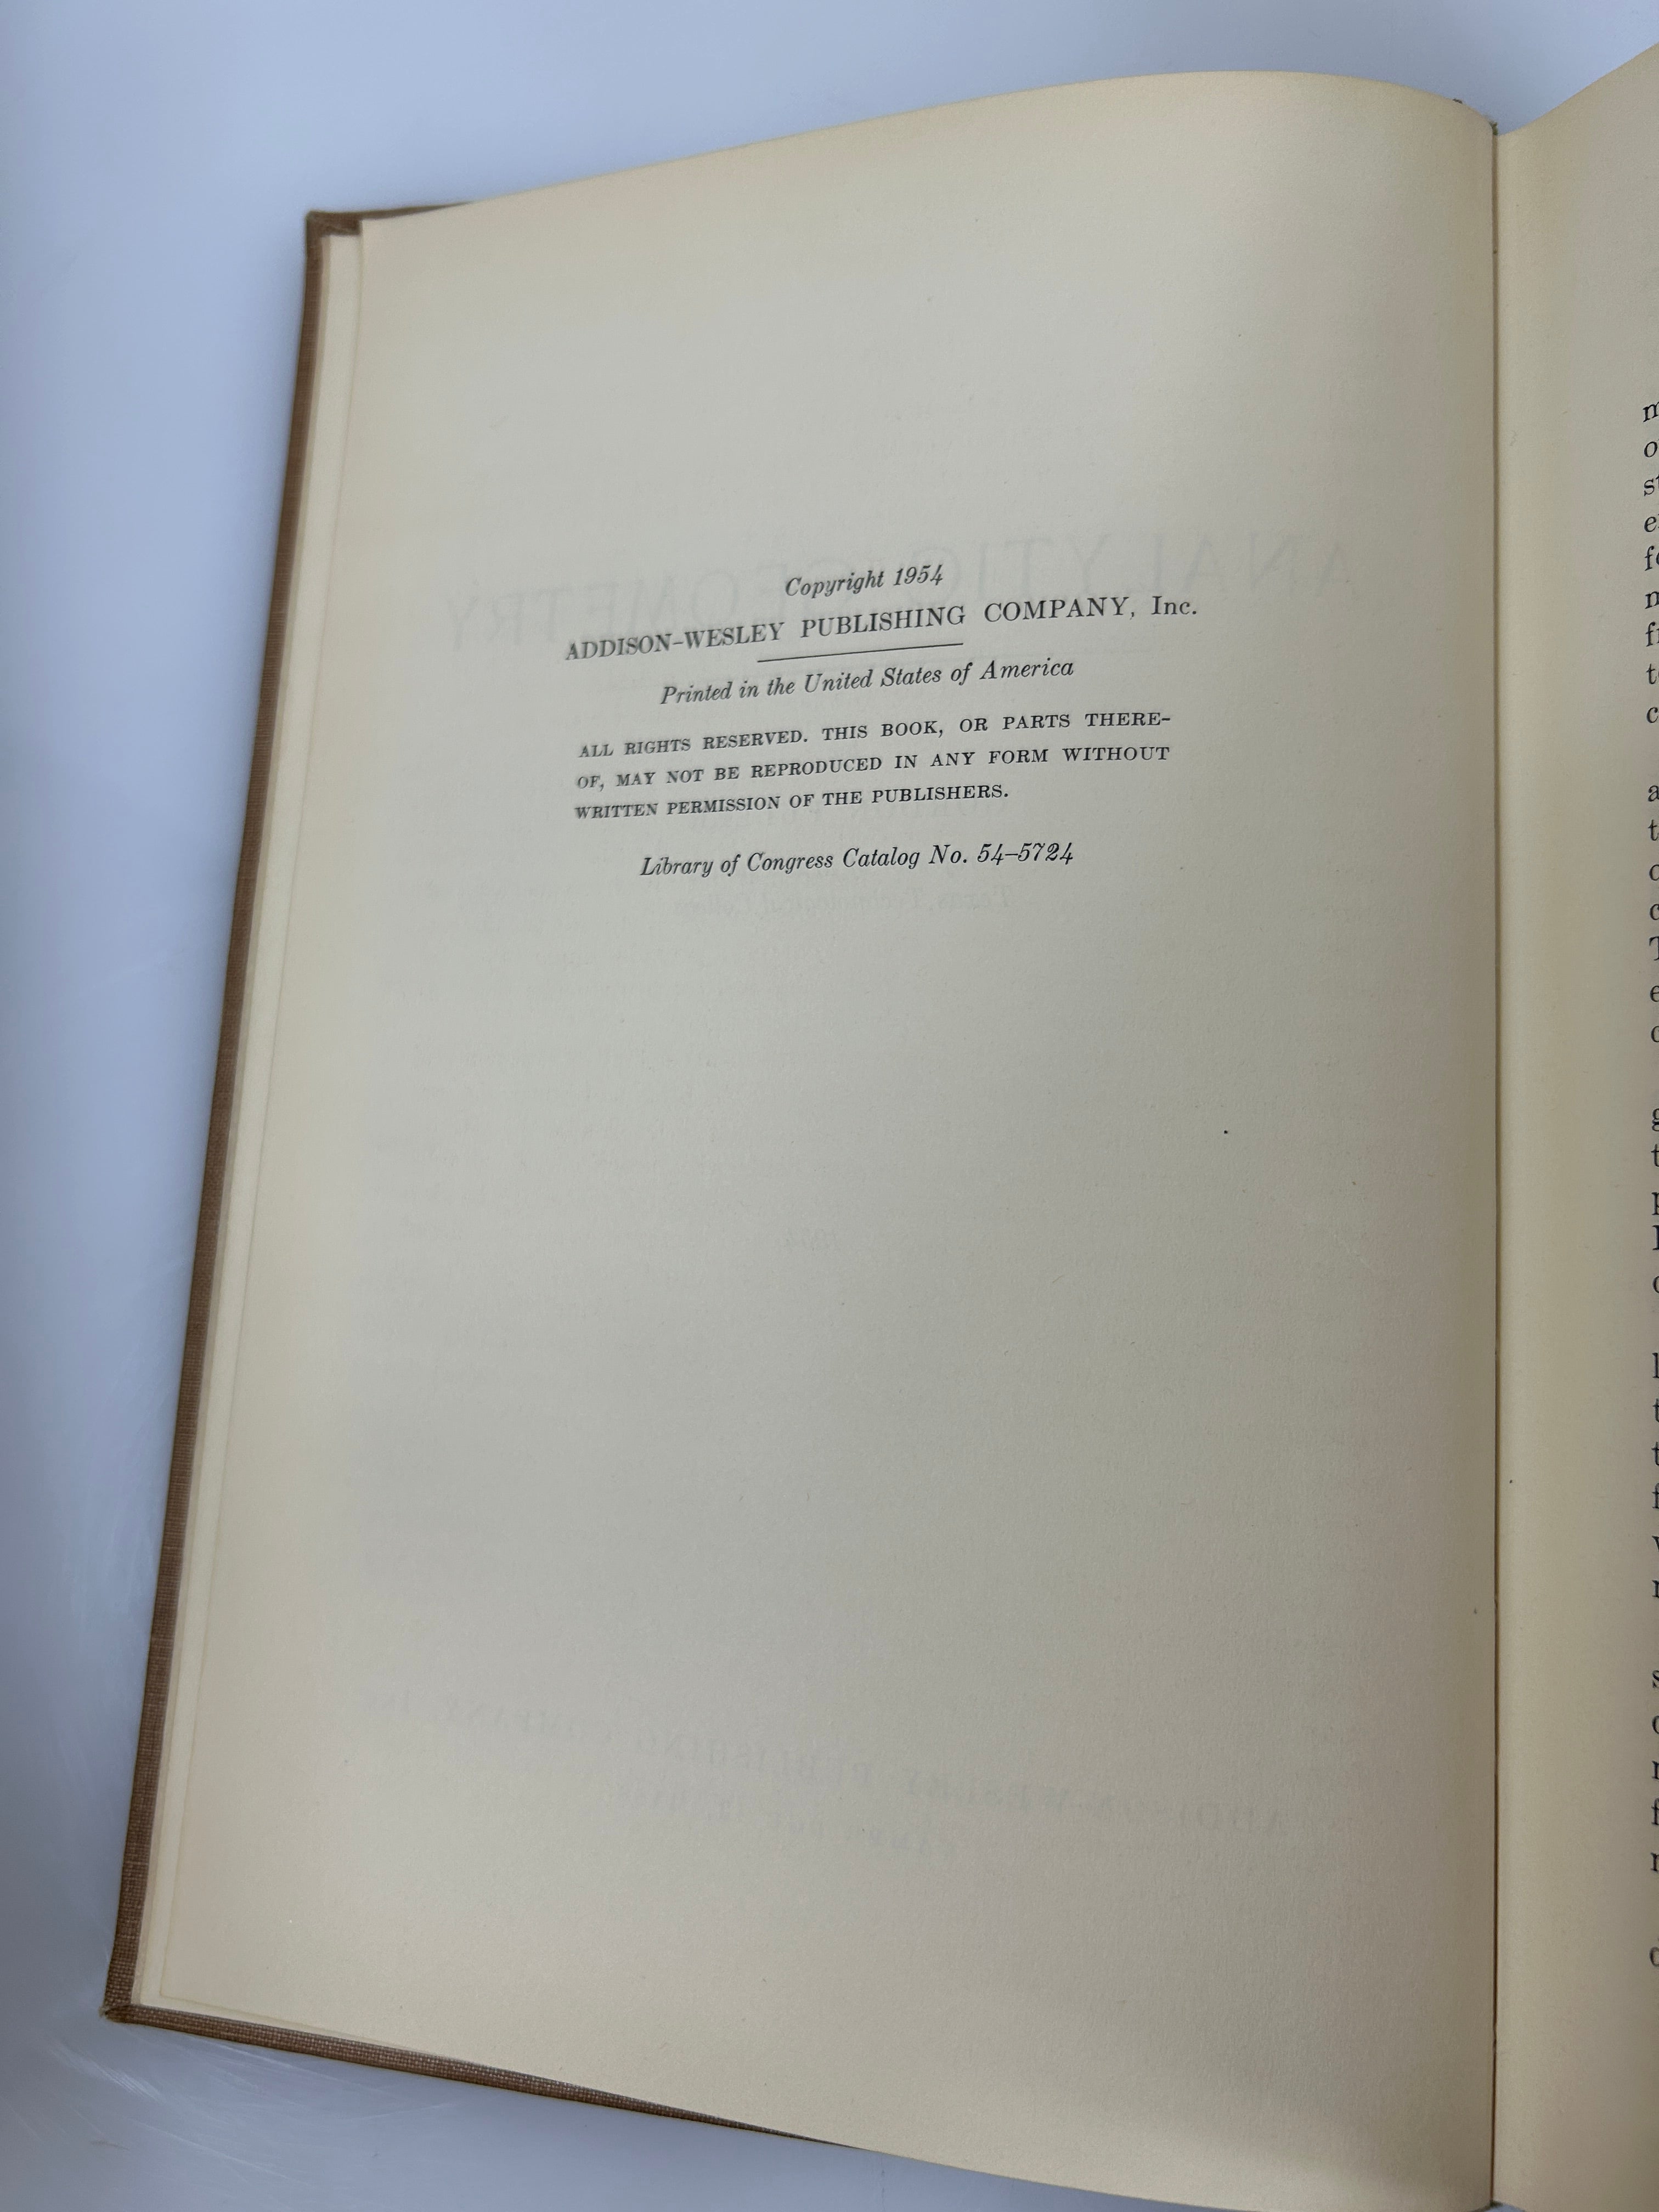 Copyright 1954
ADDISON–WESLEY PUBLISHING COMPANY, Inc.
Printed in the United States of America
ALL RIGHTS RESERVED. THIS BOOK, OR PARTS THERE-
OF, MAY NOT BE REPRODUCED IN ANY FORM WITHOUT
WRITTEN PERMISSION OF THE PUBLISHERS.
Library of Congress Catalog No. 54–5724